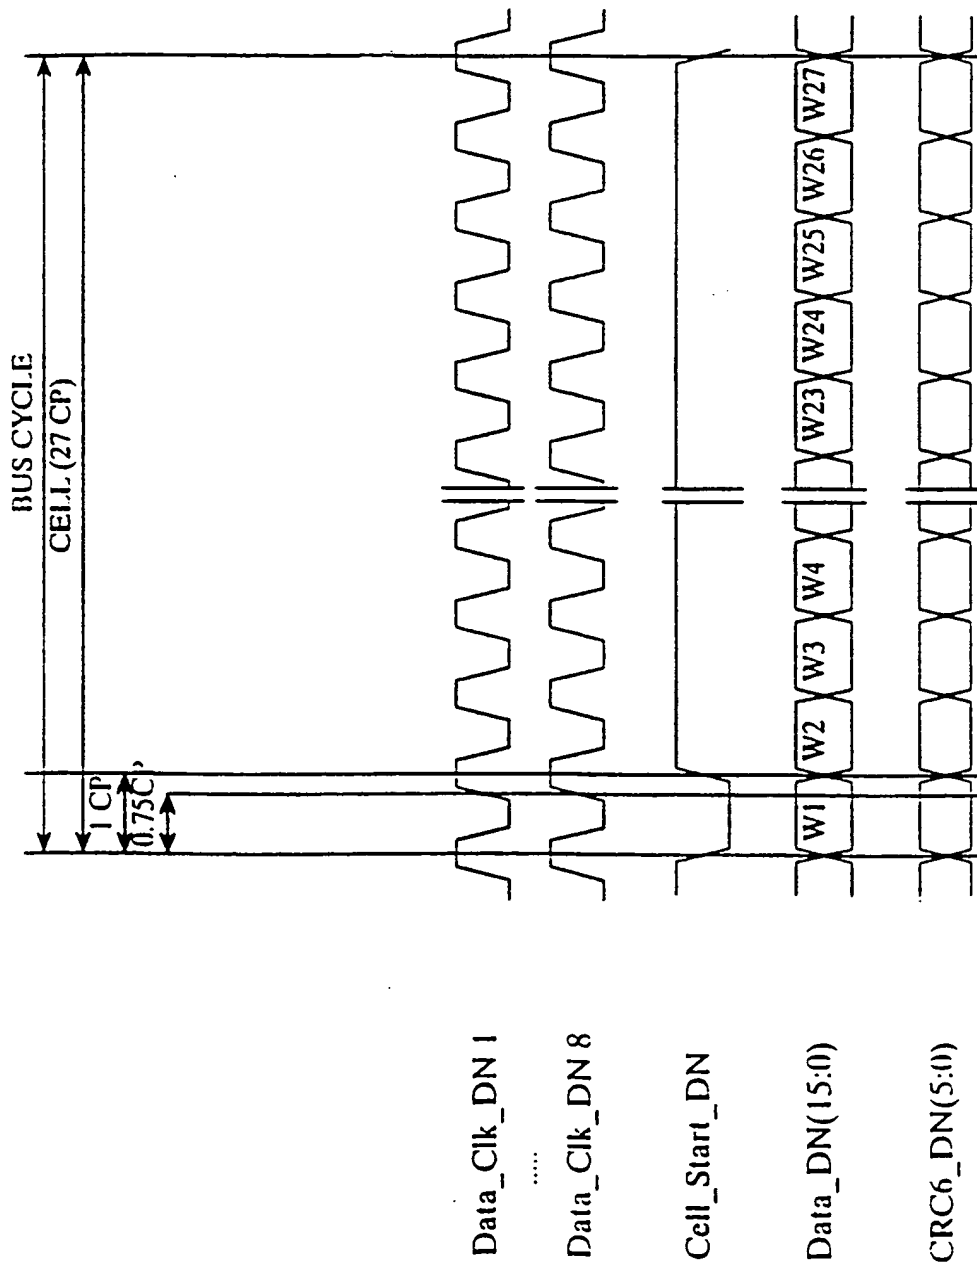 BUS CYCLE
CELL (27 CP)
1 CP
0.75CP
Data_Clk_DN 1
.....
Data_Clk_DN 8
Cell_Start_DN
Data_DN(15:0)
W1 W2 W3 W4 W23 W24 W25 W26 W27
CRC6_DN(5:0)